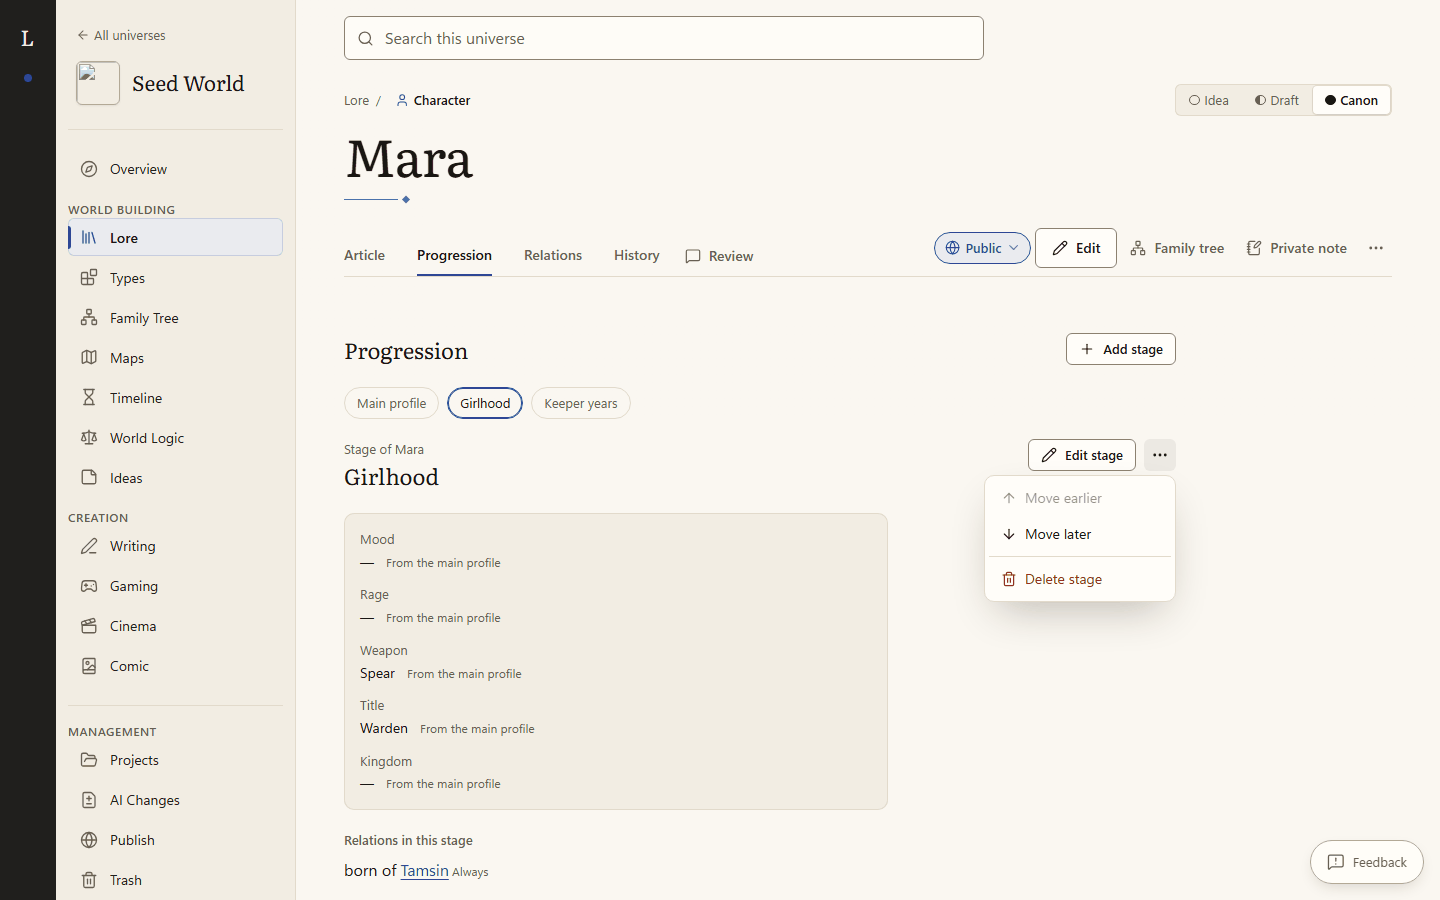 L
All universes
Seed World
Overview
WORLD BUILDING
Lore
Types
Family Tree
Maps
Timeline
World Logic
Ideas
CREATION
Writing
Gaming
Cinema
Comic
MANAGEMENT
Projects
AI Changes
Publish
Trash
Search this universe
Lore / Character
Idea Draft Canon
Mara
Article Progression Relations History Review
Public Edit Family tree Private note
Progression
Add stage
Main profile Girlhood Keeper years
Stage of Mara
Girlhood
Edit stage
Move earlier
Move later
Delete stage
Mood
— From the main profile
Rage
— From the main profile
Weapon
Spear From the main profile
Title
Warden From the main profile
Kingdom
— From the main profile
Relations in this stage
born of Tamsin Always
Feedback